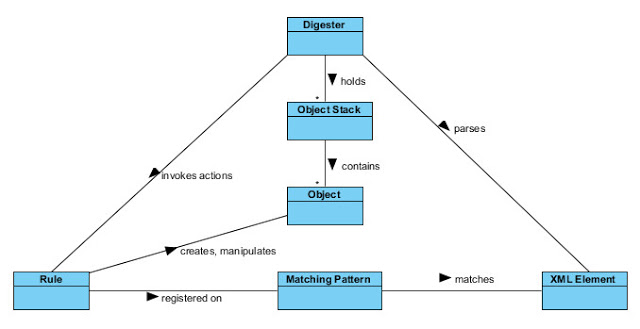 Digester
holds
*
Object Stack
parses
contains
invokes actions
*
Object
creates, manipulates
Rule
Matching Pattern
matches
XML Element
registered on